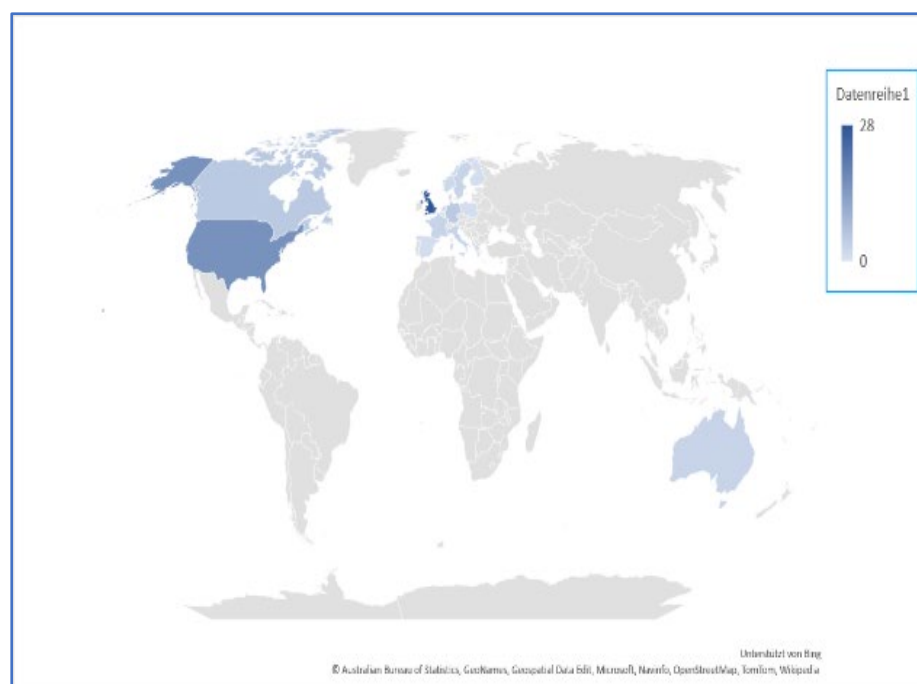 Datenreihe1
28
0
Unterstützt von Bing
© Australian Bureau of Statistics, GeoNames, Geospatial Data Edit, Microsoft, Navinfo, OpenStreetMap, TomTom, Wikipedia